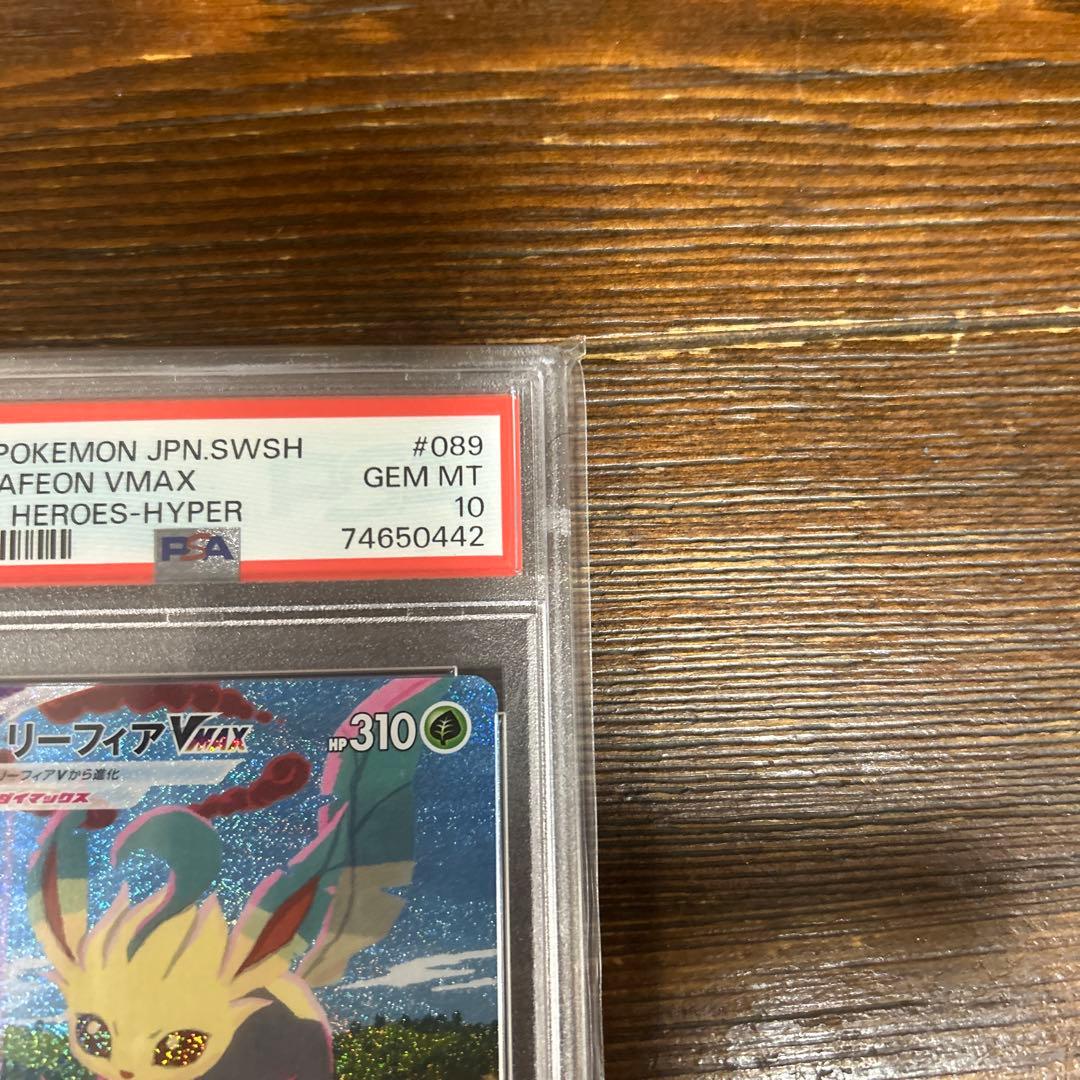 POKEMON JPN.SWSH #089
AFEON VMAX GEM MT
HEROES-HYPER 10
PSA 74650442
リーフィアVMAX HP310
リーフィアVから進化
ダイマックス